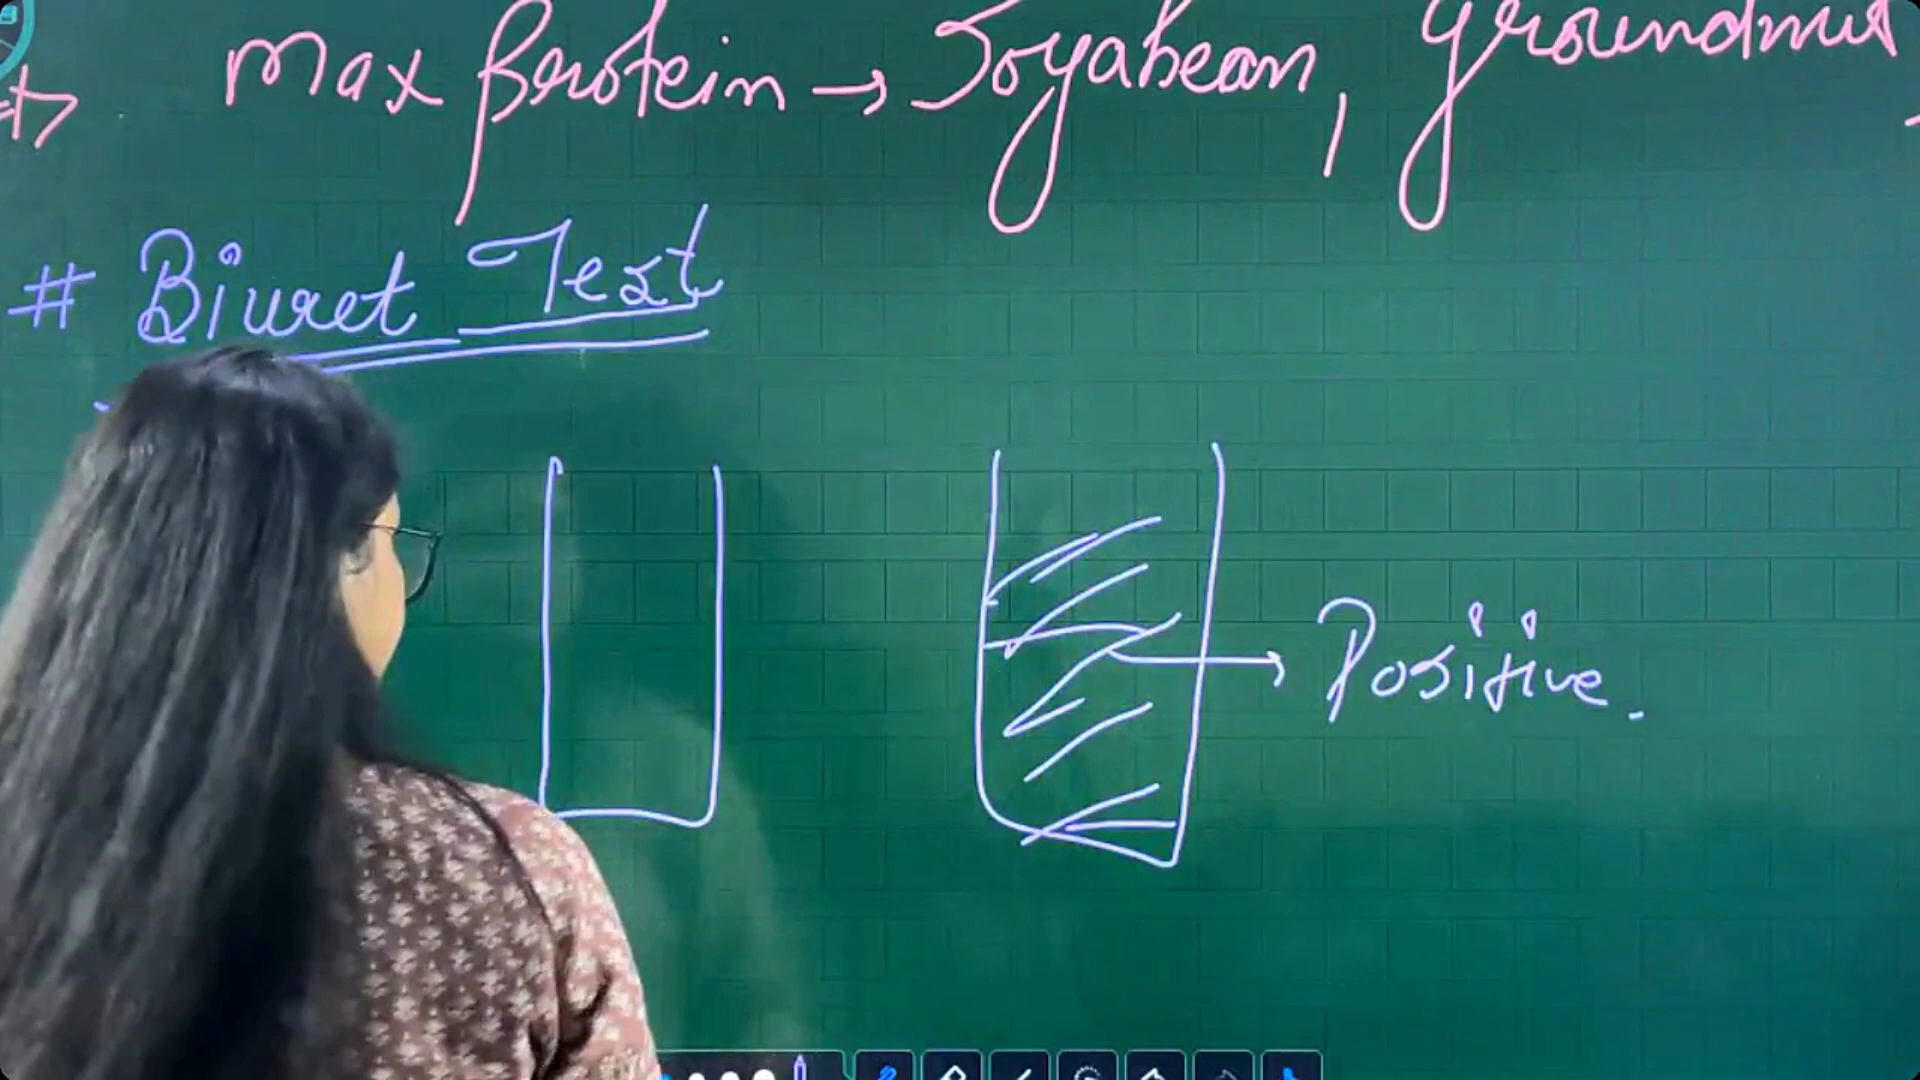 Max Protein → Soyabean, Groundnut
# Biuret Test
Positive.